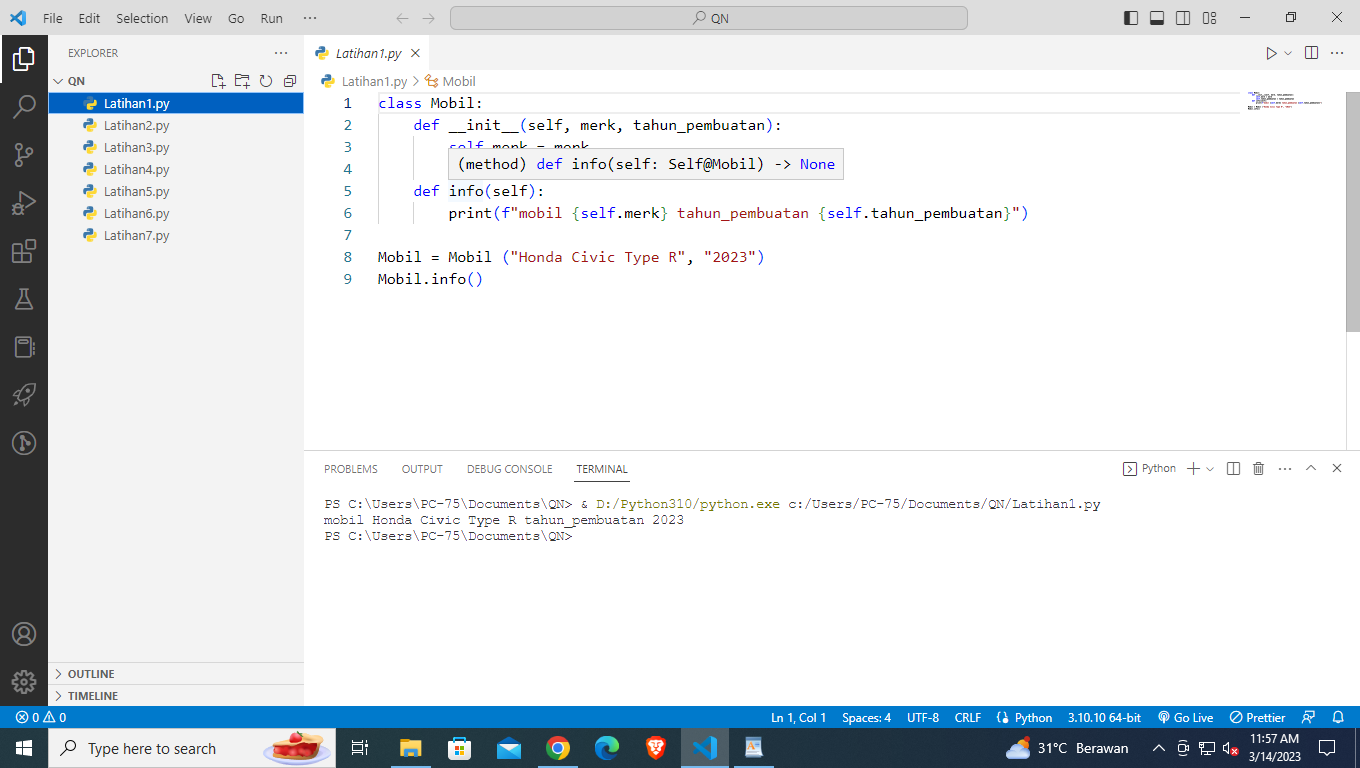 File Edit Selection View Go Run ···
QN
EXPLORER
QN
Latihan1.py
Latihan2.py
Latihan3.py
Latihan4.py
Latihan5.py
Latihan6.py
Latihan7.py
OUTLINE
TIMELINE
Latihan1.py
Latihan1.py > Mobil
1 class Mobil:
2 def __init__(self, merk, tahun_pembuatan):
3 self.merk = merk
(method) def info(self: Self@Mobil) -> None
4
5 def info(self):
6 print(f"mobil {self.merk} tahun_pembuatan {self.tahun_pembuatan}")
7
8 Mobil = Mobil ("Honda Civic Type R", "2023")
9 Mobil.info()
PROBLEMS OUTPUT DEBUG CONSOLE TERMINAL
Python
PS C:\Users\PC-75\Documents\QN> & D:/Python310/python.exe c:/Users/PC-75/Documents/QN/Latihan1.py
mobil Honda Civic Type R tahun_pembuatan 2023
PS C:\Users\PC-75\Documents\QN>
0 0 Ln 1, Col 1 Spaces: 4 UTF-8 CRLF Python 3.10.10 64-bit Go Live Prettier
Type here to search
31°C Berawan
11:57 AM
3/14/2023